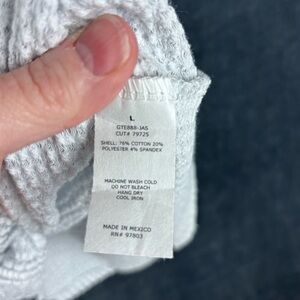 L
GTE888-JAS
CUT# 79725
SHELL: 76% COTTON 20%
POLYESTER 4% SPANDEX
MACHINE WASH COLD
DO NOT BLEACH
HANG DRY
COOL IRON
MADE IN MEXICO
RN# 97803